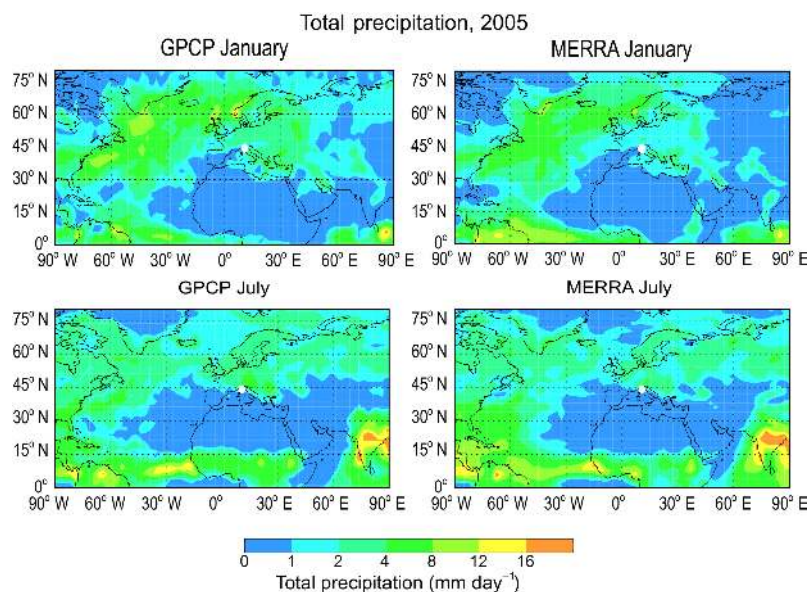 Total precipitation, 2005
GPCP January
MERRA January
75° N
60° N
45° N
30° N
15° N
0°
90° W 60° W 30° W 0° 30° E 60° E 90° E
75° N
60° N
45° N
30° N
15° N
0°
90° W 60° W 30° W 0° 30° E 60° E 90° E
GPCP July
MERRA July
75° N
60° N
45° N
30° N
15° N
0°
90° W 60° W 30° W 0° 30° E 60° E 90° E
75° N
60° N
45° N
30° N
15° N
0°
90° W 60° W 30° W 0° 30° E 60° E 90° E
0 1 2 4 8 12 16
Total precipitation (mm day⁻¹)